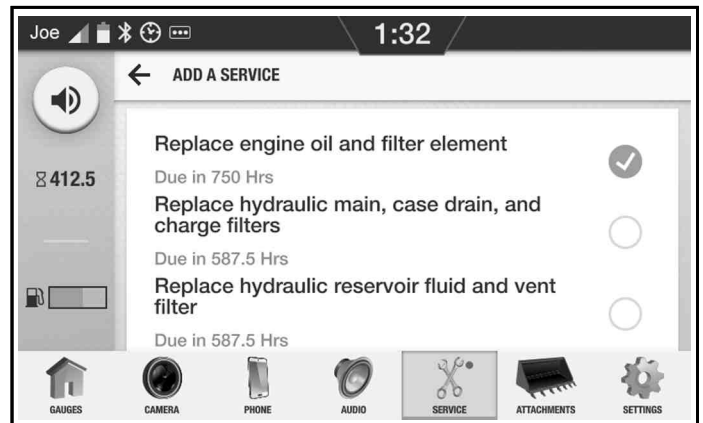 Joe 1:32
ADD A SERVICE
412.5
Replace engine oil and filter element
Due in 750 Hrs
Replace hydraulic main, case drain, and
charge filters
Due in 587.5 Hrs
Replace hydraulic reservoir fluid and vent
filter
Due in 587.5 Hrs
GAUGES CAMERA PHONE AUDIO SERVICE ATTACHMENTS SETTINGS